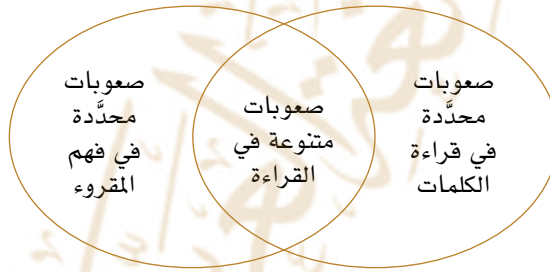 صعوبات
محدَّدة
في قراءة
الكلمات
صعوبات
متنوعة في
القراءة
صعوبات
محدَّدة
في فهم
المقروء